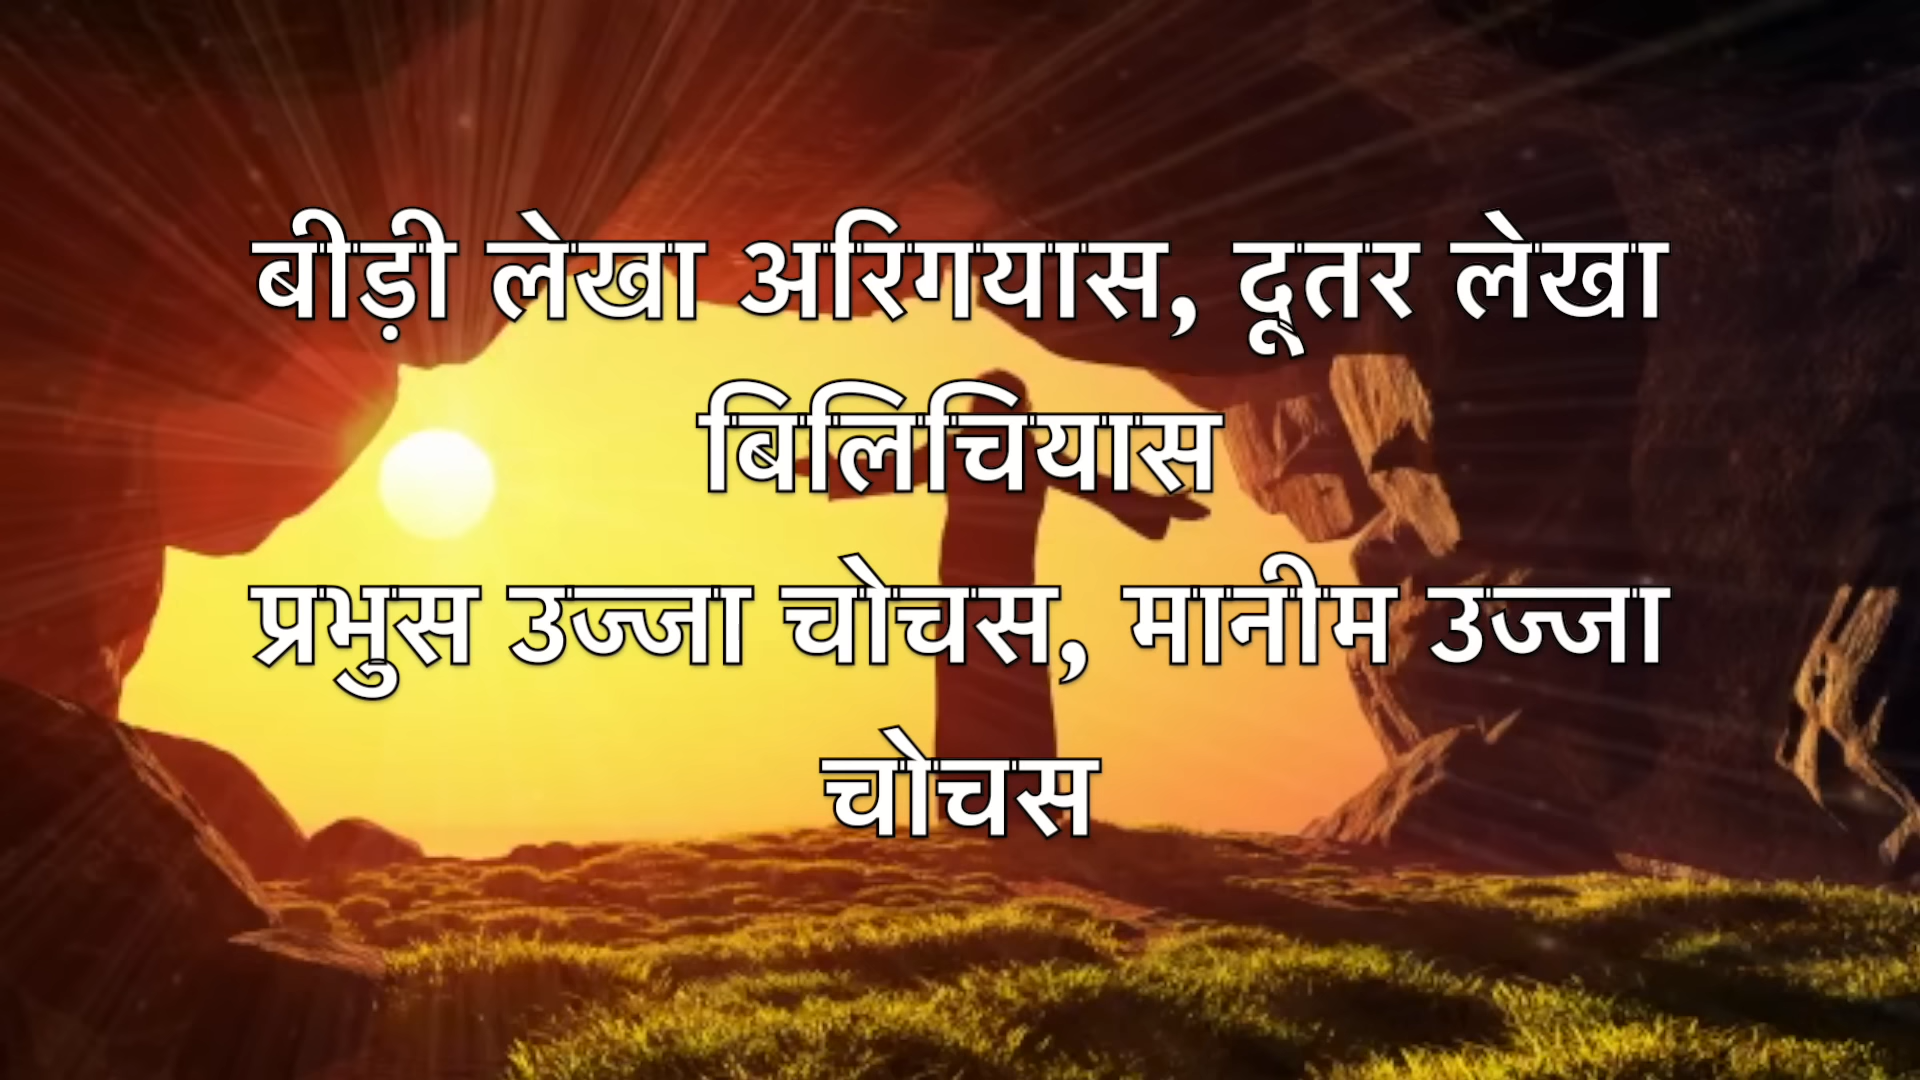 बीड़ी लेखा अरिगयास, दूतर लेखा
बिलिचियास
प्रभुस उज्जा चोचस, मानीम उज्जा
चोचस